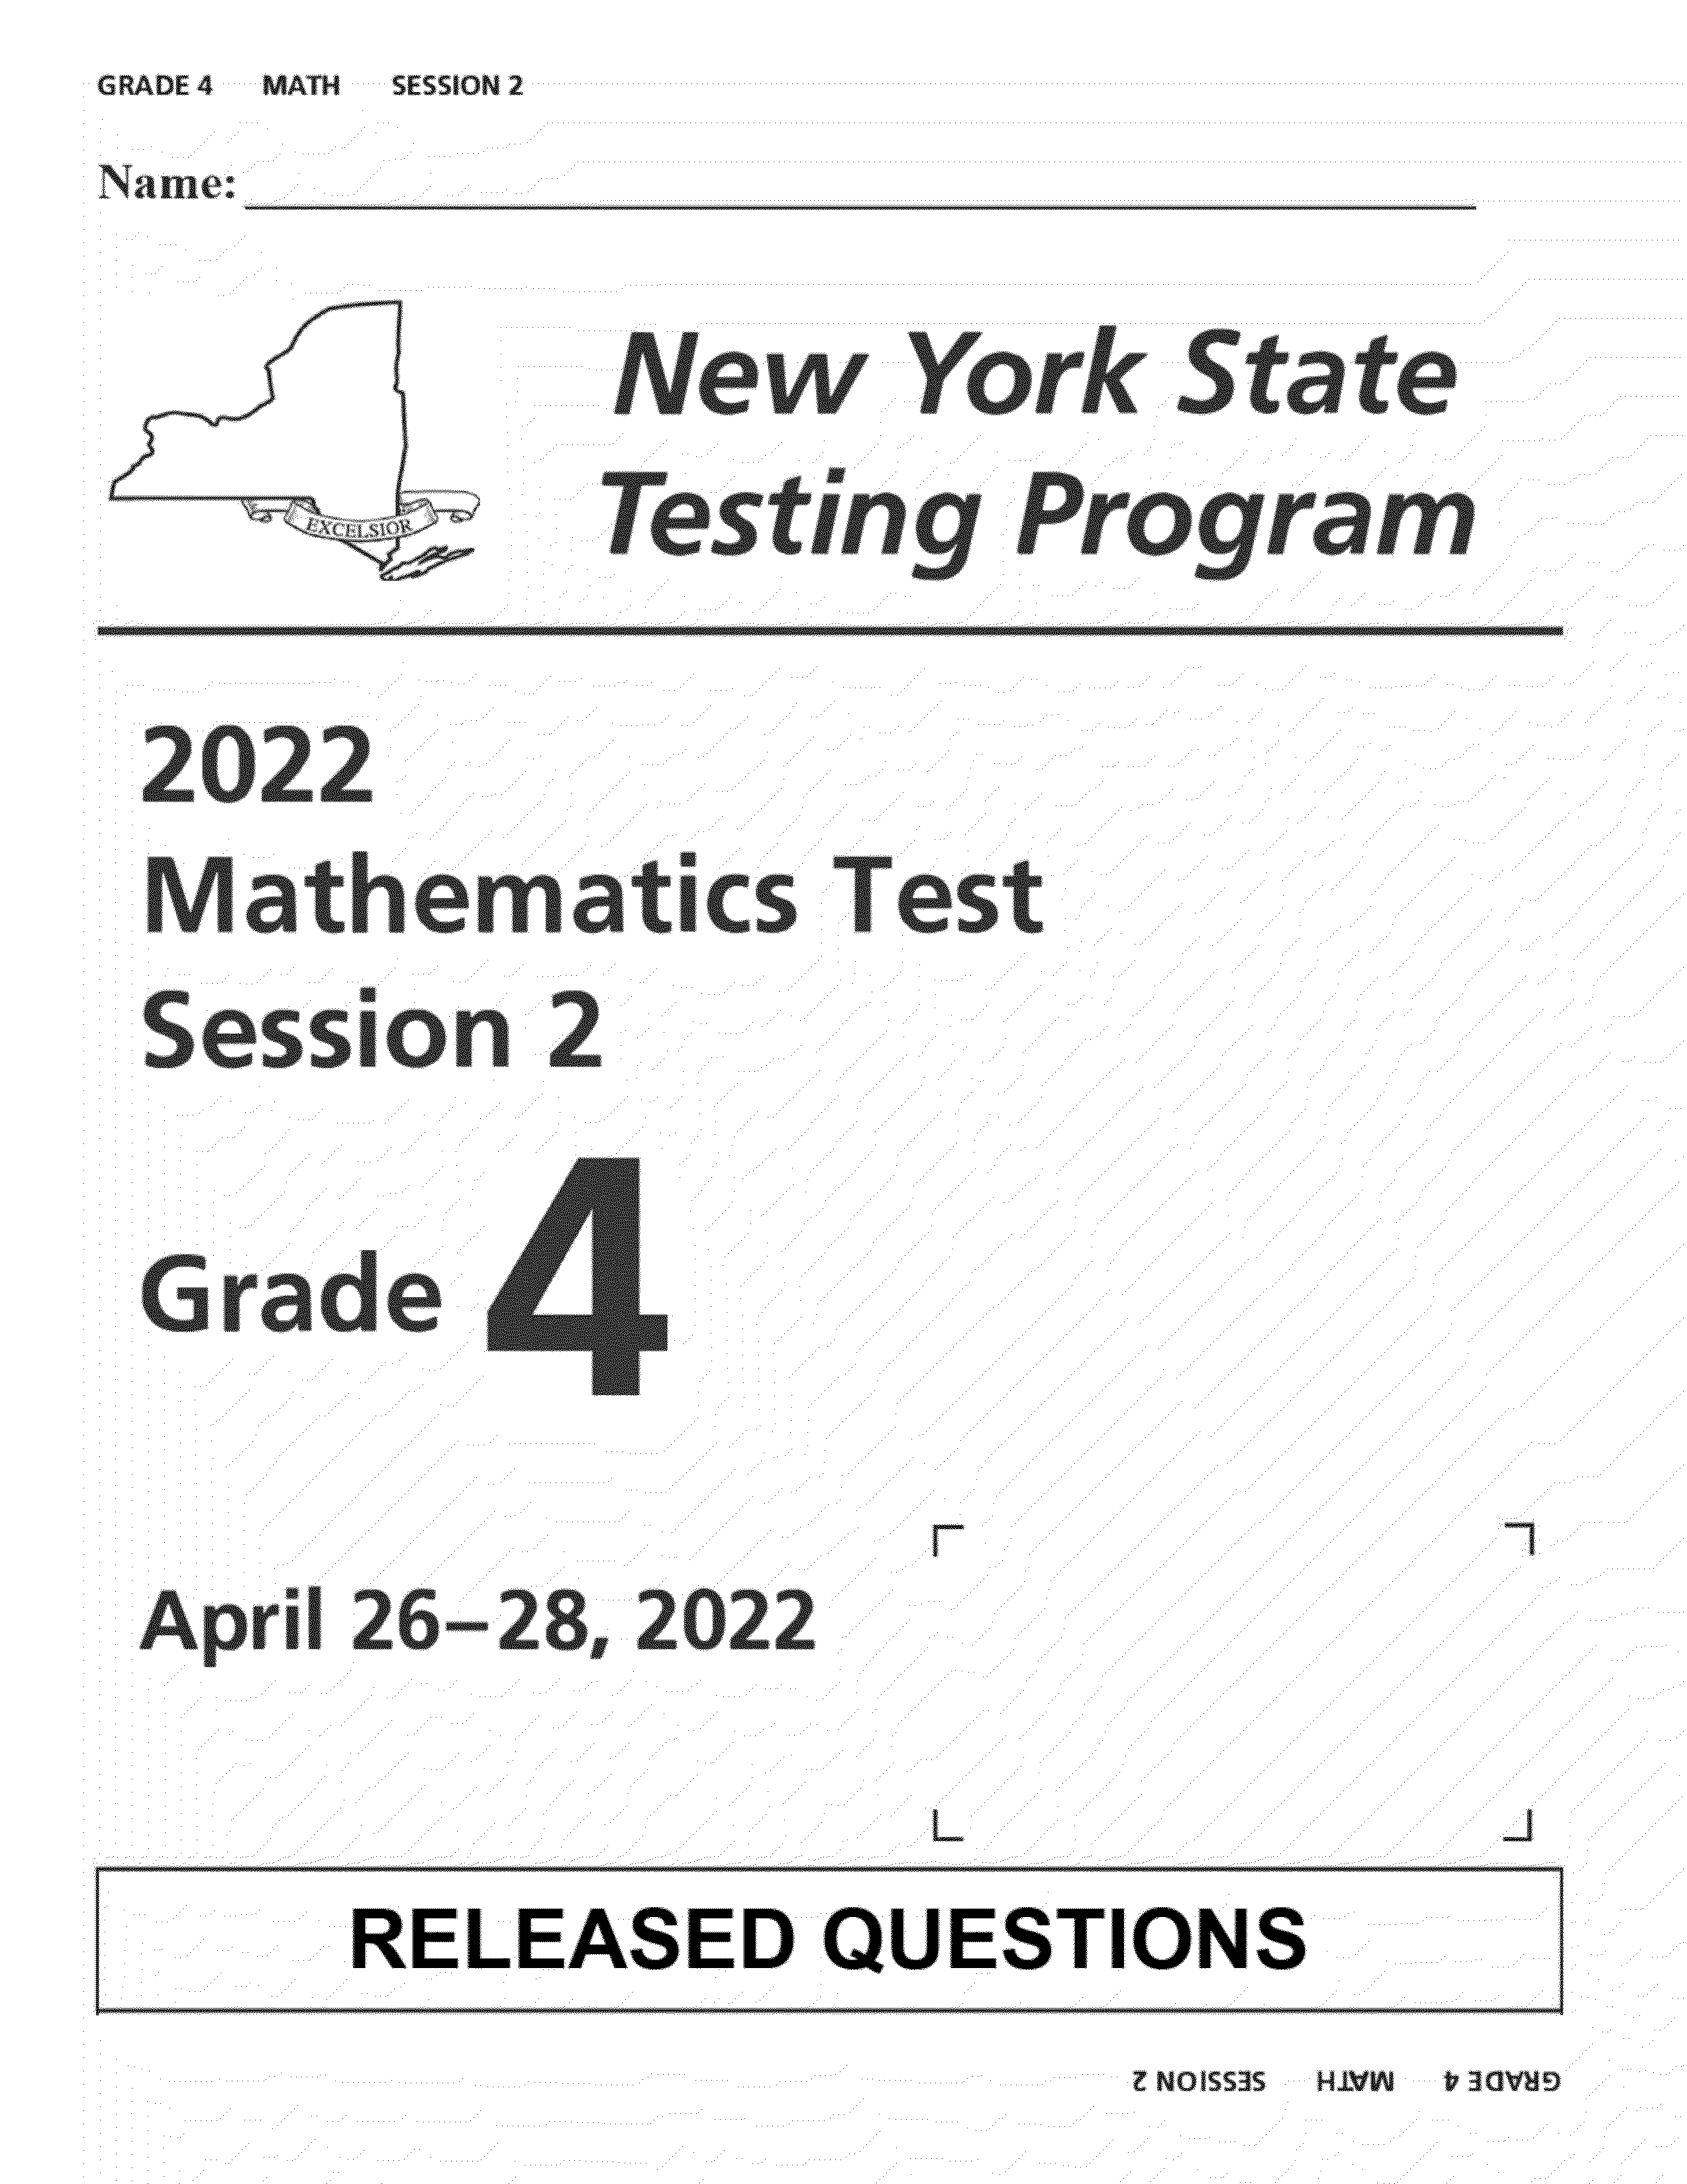 GRADE 4 MATH SESSION 2
Name:
EXCELSIOR
New York State
Testing Program
2022
Mathematics Test
Session 2
Grade 4
April 26–28, 2022
RELEASED QUESTIONS
GRADE 4 MATH SESSION 2